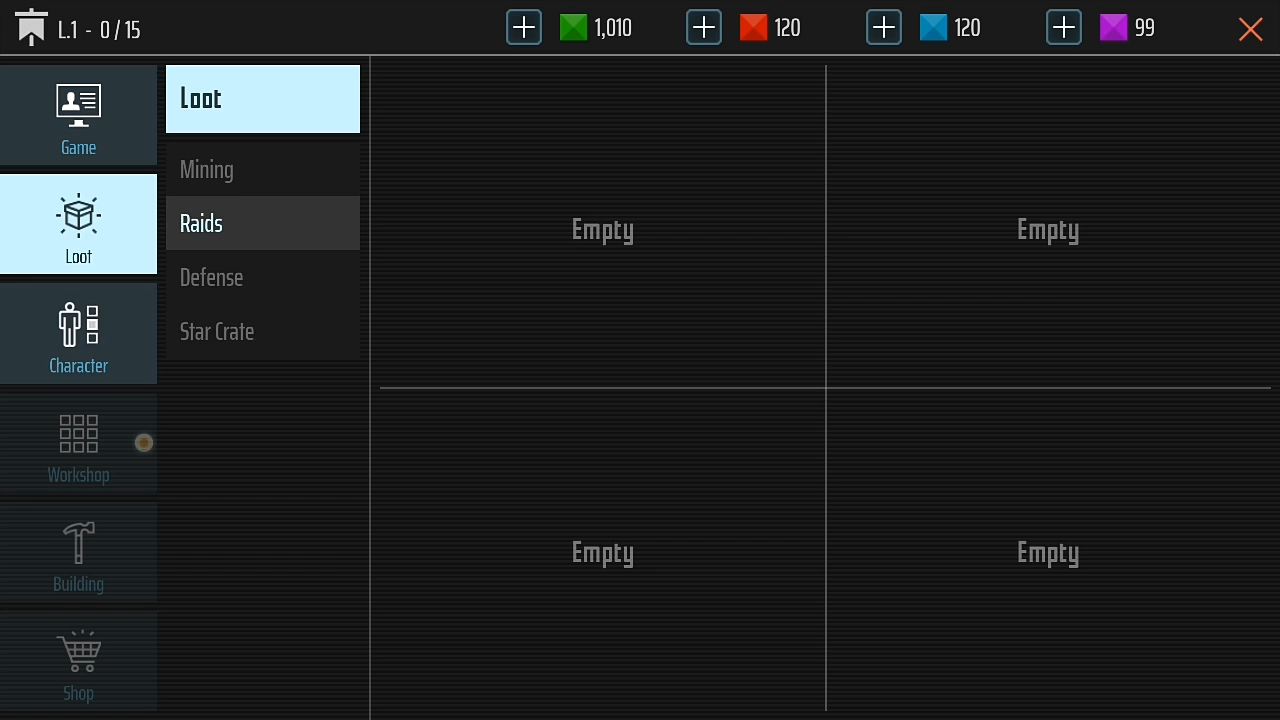 L.1 - 0 / 15
1,010
120
120
99
Game
Loot
Character
Workshop
Building
Shop
Loot
Mining
Raids
Defense
Star Crate
Empty
Empty
Empty
Empty